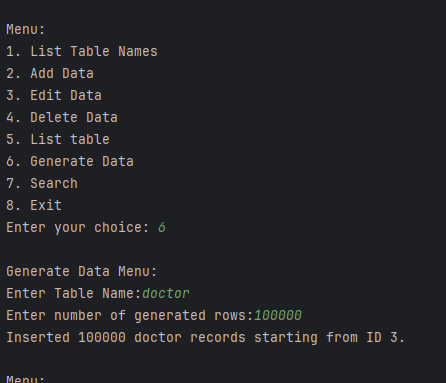 Menu:
1. List Table Names
2. Add Data
3. Edit Data
4. Delete Data
5. List table
6. Generate Data
7. Search
8. Exit
Enter your choice: 6
Generate Data Menu:
Enter Table Name:doctor
Enter number of generated rows:100000
Inserted 100000 doctor records starting from ID 3.
Menu: